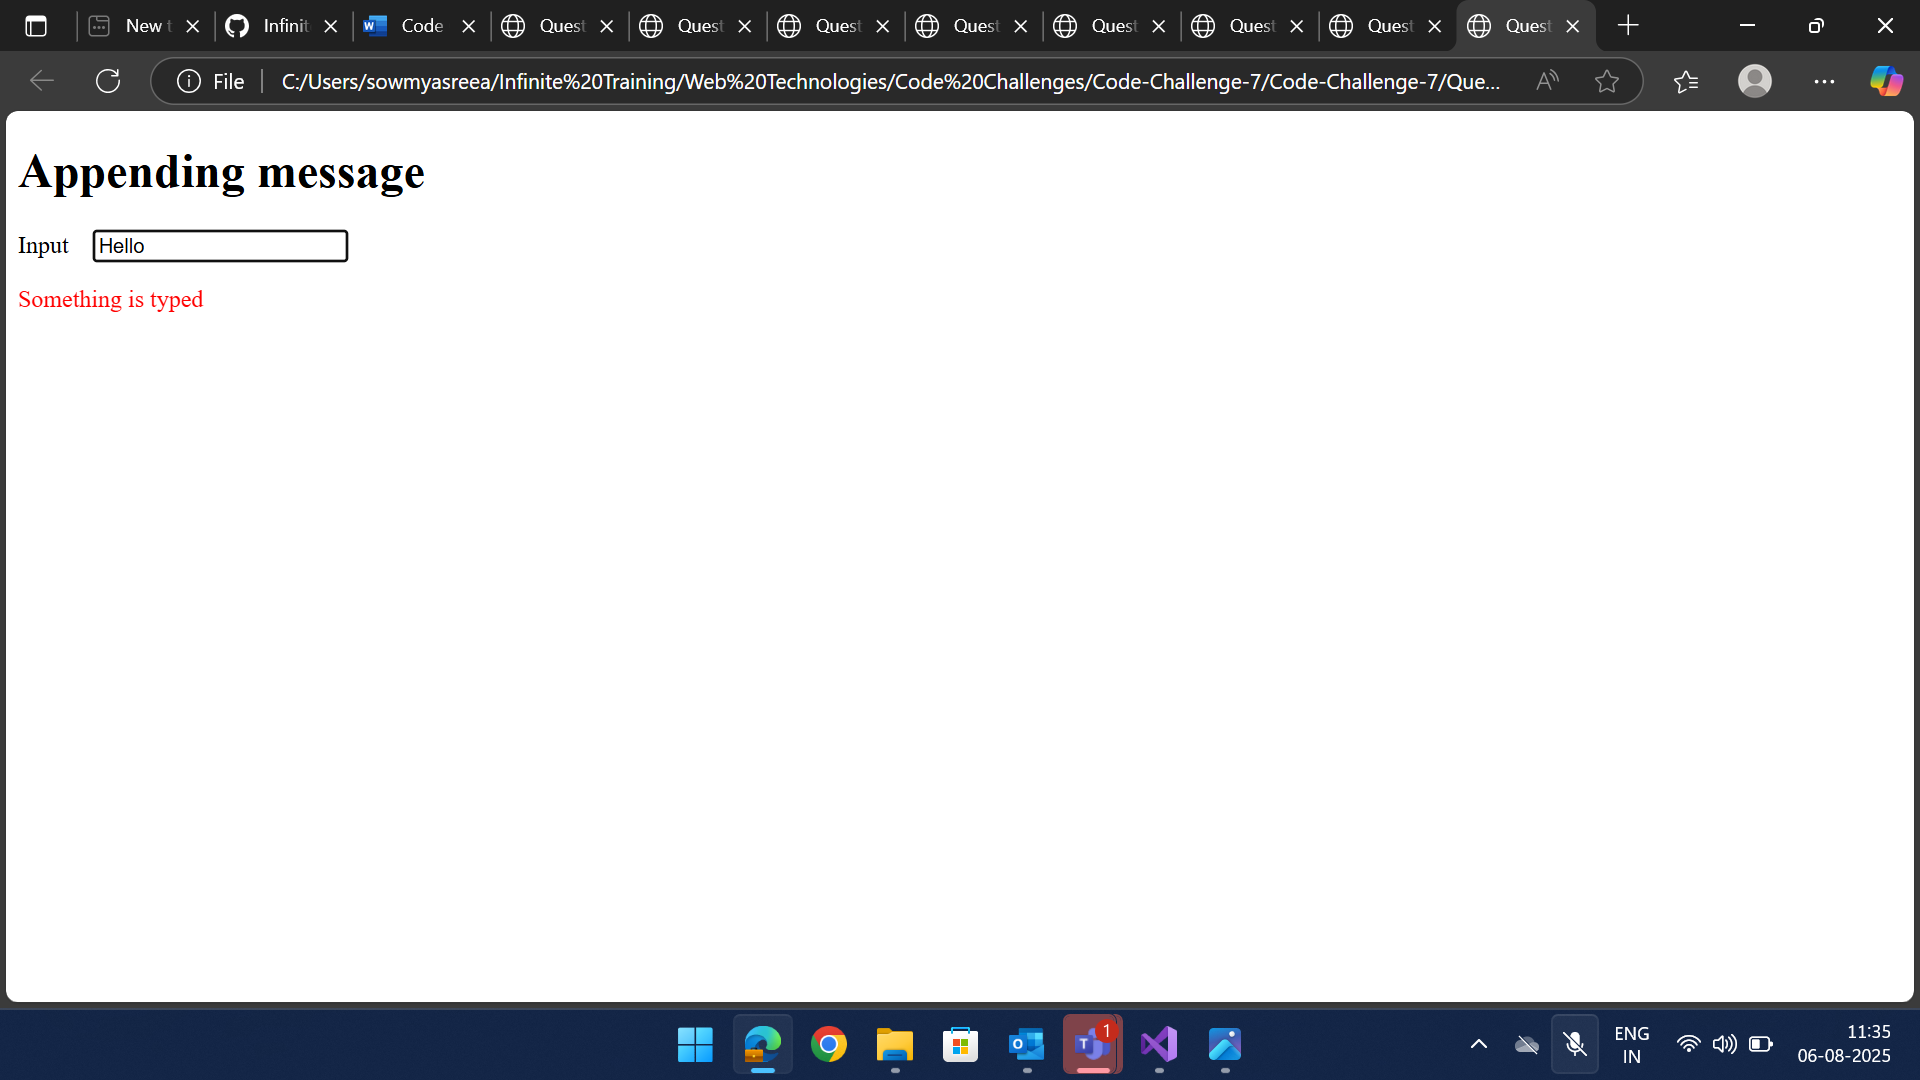 New t
Infinit
Code
Quest
Quest
Quest
Quest
Quest
Quest
Quest
Quest
File
C:/Users/sowmyasreea/Infinite%20Training/Web%20Technologies/Code%20Challenges/Code-Challenge-7/Code-Challenge-7/Que...
Appending message
Input Hello
Something is typed
1
ENG
IN
11:35
06-08-2025